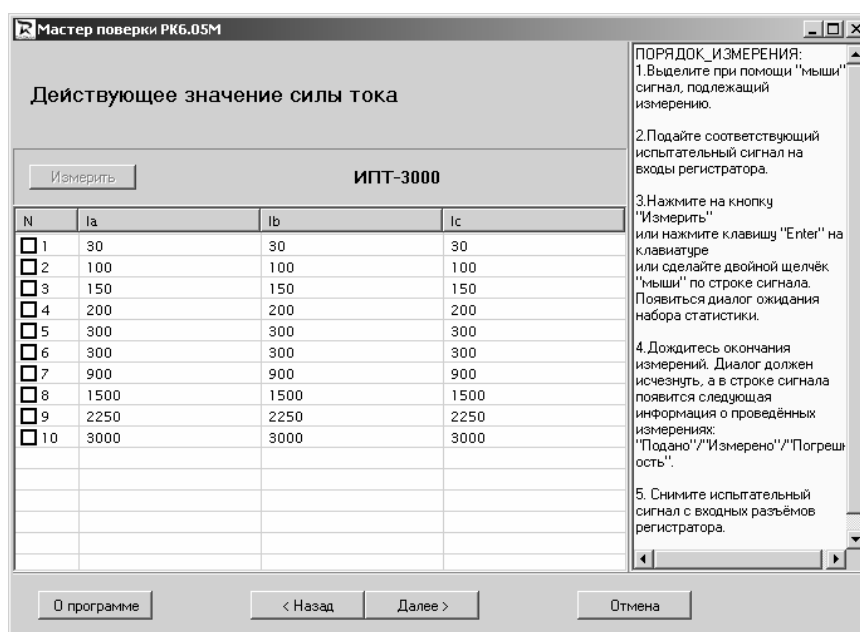 Мастер поверки РК6.05М
Действующее значение силы тока
Измерить
ИПТ-3000
N Ia Ib Ic
1 30 30 30
2 100 100 100
3 150 150 150
4 200 200 200
5 300 300 300
6 300 300 300
7 900 900 900
8 1500 1500 1500
9 2250 2250 2250
10 3000 3000 3000
ПОРЯДОК_ИЗМЕРЕНИЯ:
1.Выделите при помощи "мыши"
сигнал, подлежащий
измерению.
2.Подайте соответствующий
испытательный сигнал на
входы регистратора.
3.Нажмите на кнопку
"Измерить"
или нажмите клавишу "Enter" на
клавиатуре
или сделайте двойной щелчёк
"мыши" по строке сигнала.
Появиться диалог ожидания
набора статистики.
4.Дождитесь окончания
измерений. Диалог должен
исчезнуть, а в строке сигнала
появится следующая
информация о проведённых
измерениях:
"Подано"/"Измерено"/"Погрешн
ость".
5. Снимите испытательный
сигнал с входных разъёмов
регистратора.
О программе
< Назад
Далее >
Отмена